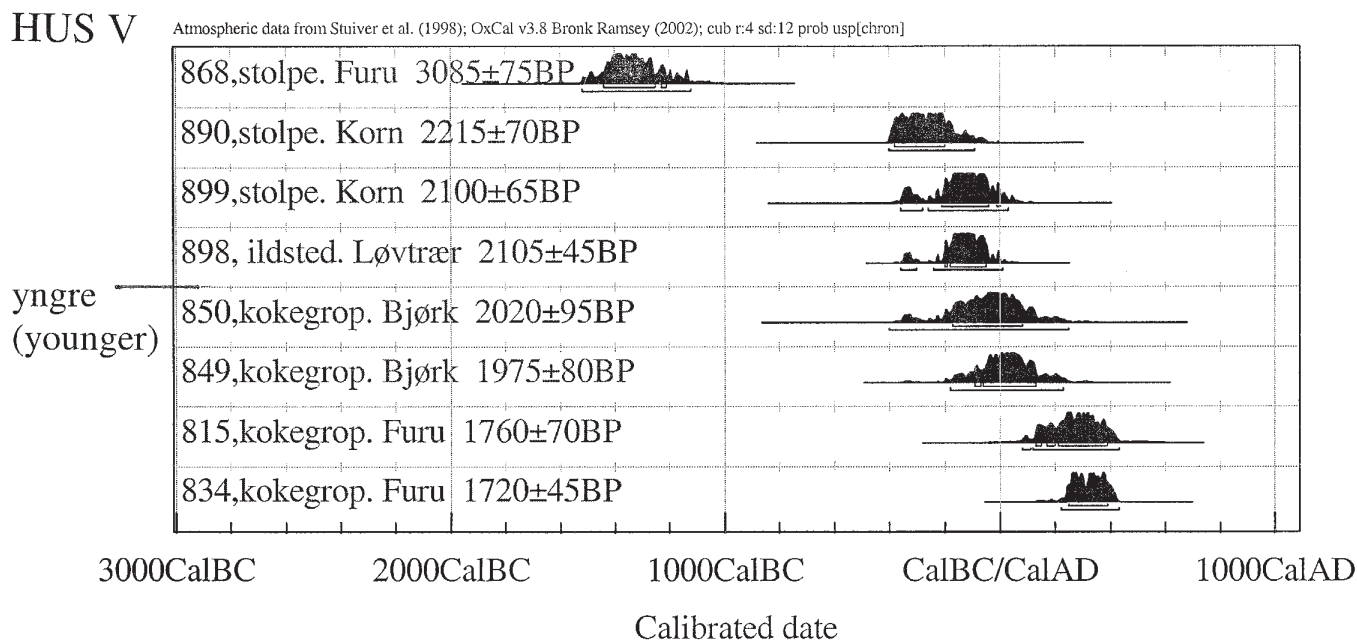 HUS V
Atmospheric data from Stuiver et al. (1998); OxCal v3.8 Bronk Ramsey (2002); cub r:4 sd:12 prob usp[chron]
868,stolpe. Furu 3085±75BP
890,stolpe. Korn 2215±70BP
899,stolpe. Korn 2100±65BP
898, ildsted. Løvtrær 2105±45BP
yngre
(younger)
850,kokegrop. Bjørk 2020±95BP
849,kokegrop. Bjørk 1975±80BP
815,kokegrop. Furu 1760±70BP
834,kokegrop. Furu 1720±45BP
3000CalBC 2000CalBC 1000CalBC CalBC/CalAD 1000CalAD
Calibrated date